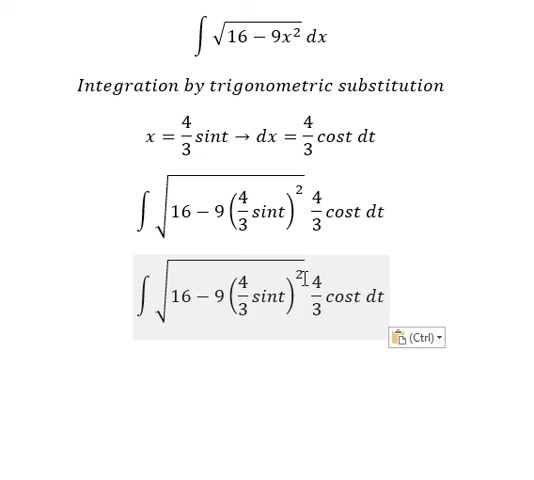 ∫ √(16 − 9x²) dx
Integration by trigonometric substitution
x = 4/3 sint → dx = 4/3 cost dt
∫ √(16 − 9(4/3 sint)²) 4/3 cost dt
∫ √(16 − 9(4/3 sint)²) 4/3 cost dt
(Ctrl)